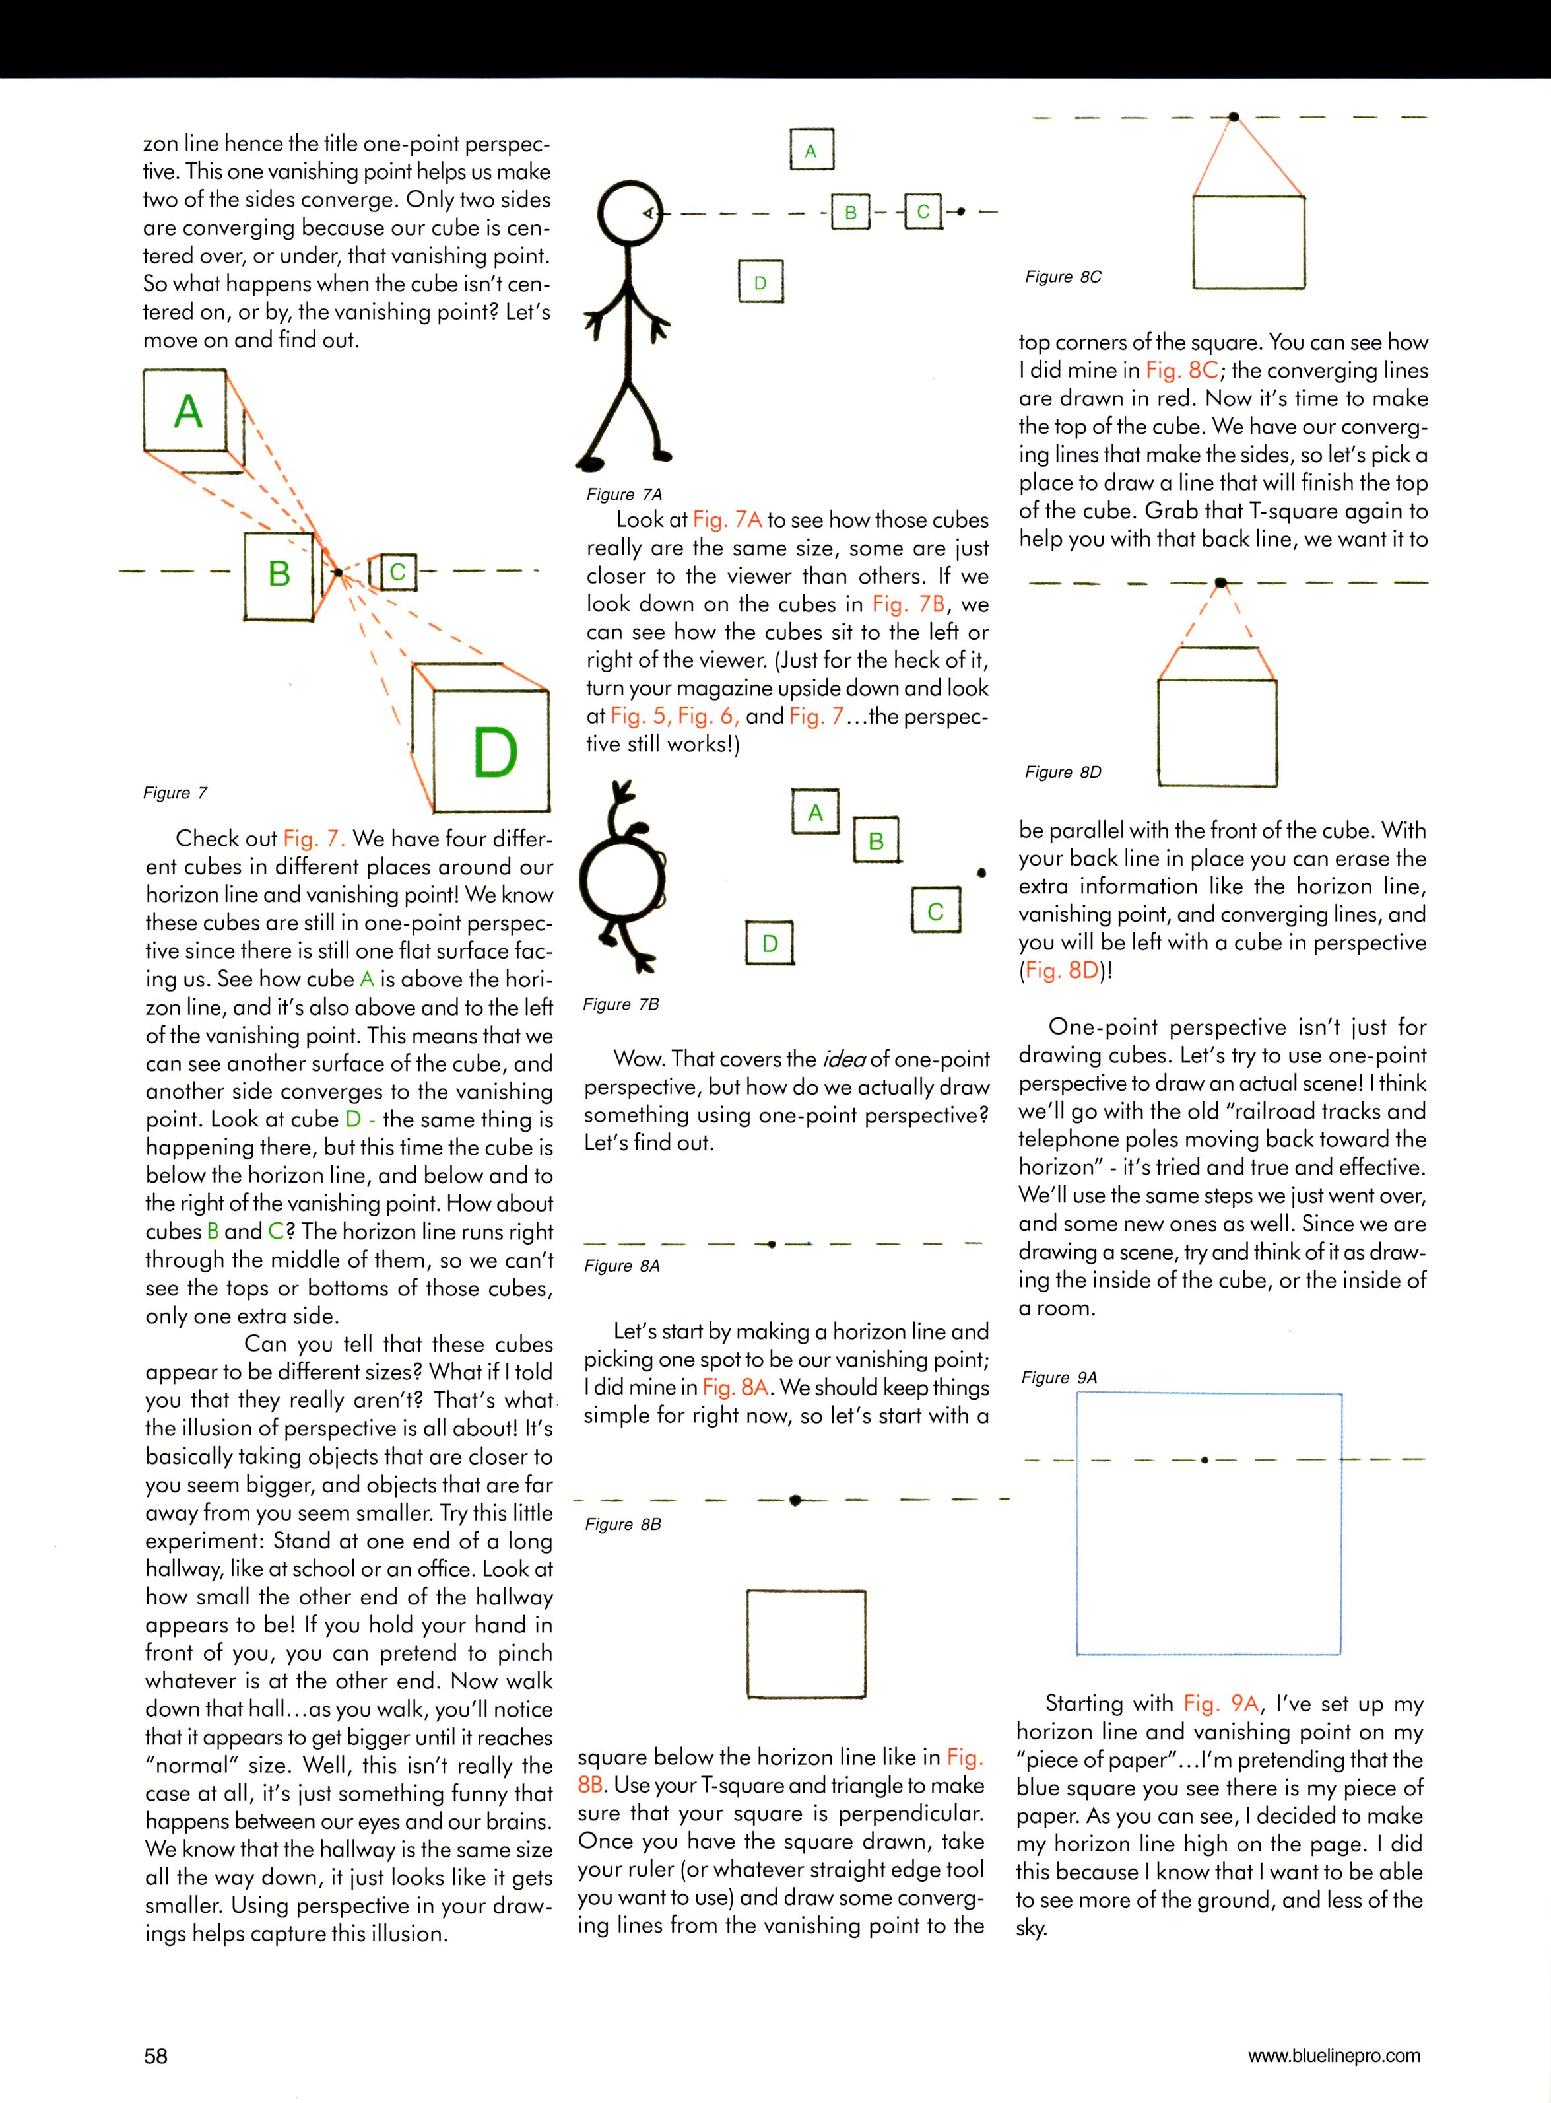 zon line hence the title one-point perspec-
tive. This one vanishing point helps us make
two of the sides converge. Only two sides
are converging because our cube is cen-
tered over, or under, that vanishing point.
So what happens when the cube isn't cen-
tered on, or by, the vanishing point? Let's
move on and find out.
A
B
C
D
Figure 7
Check out Fig. 7. We have four differ-
ent cubes in different places around our
horizon line and vanishing point! We know
these cubes are still in one-point perspec-
tive since there is still one flat surface fac-
ing us. See how cube A is above the hori-
zon line, and it's also above and to the left
of the vanishing point. This means that we
can see another surface of the cube, and
another side converges to the vanishing
point. Look at cube D - the same thing is
happening there, but this time the cube is
below the horizon line, and below and to
the right of the vanishing point. How about
cubes B and C? The horizon line runs right
through the middle of them, so we can't
see the tops or bottoms of those cubes,
only one extra side.
Can you tell that these cubes
appear to be different sizes? What if I told
you that they really aren't? That's what
the illusion of perspective is all about! It's
basically taking objects that are closer to
you seem bigger, and objects that are far
away from you seem smaller. Try this little
experiment: Stand at one end of a long
hallway, like at school or an office. Look at
how small the other end of the hallway
appears to be! If you hold your hand in
front of you, you can pretend to pinch
whatever is at the other end. Now walk
down that hall...as you walk, you'll notice
that it appears to get bigger until it reaches
"normal" size. Well, this isn't really the
case at all, it's just something funny that
happens between our eyes and our brains.
We know that the hallway is the same size
all the way down, it just looks like it gets
smaller. Using perspective in your draw-
ings helps capture this illusion.
A
B
C
D
Figure 7A
Look at Fig. 7A to see how those cubes
really are the same size, some are just
closer to the viewer than others. If we
look down on the cubes in Fig. 7B, we
can see how the cubes sit to the left or
right of the viewer. (Just for the heck of it,
turn your magazine upside down and look
at Fig. 5, Fig. 6, and Fig. 7...the perspec-
tive still works!)
A
B
C
D
Figure 7B
Wow. That covers the idea of one-point
perspective, but how do we actually draw
something using one-point perspective?
Let's find out.
Figure 8A
Let's start by making a horizon line and
picking one spot to be our vanishing point;
I did mine in Fig. 8A. We should keep things
simple for right now, so let's start with a
Figure 8B
square below the horizon line like in Fig.
8B. Use your T-square and triangle to make
sure that your square is perpendicular.
Once you have the square drawn, take
your ruler (or whatever straight edge tool
you want to use) and draw some converg-
ing lines from the vanishing point to the
Figure 8C
top corners of the square. You can see how
I did mine in Fig. 8C; the converging lines
are drawn in red. Now it's time to make
the top of the cube. We have our converg-
ing lines that make the sides, so let's pick a
place to draw a line that will finish the top
of the cube. Grab that T-square again to
help you with that back line, we want it to
Figure 8D
be parallel with the front of the cube. With
your back line in place you can erase the
extra information like the horizon line,
vanishing point, and converging lines, and
you will be left with a cube in perspective
(Fig. 8D)!
One-point perspective isn't just for
drawing cubes. Let's try to use one-point
perspective to draw an actual scene! I think
we'll go with the old "railroad tracks and
telephone poles moving back toward the
horizon" - it's tried and true and effective.
We'll use the same steps we just went over,
and some new ones as well. Since we are
drawing a scene, try and think of it as draw-
ing the inside of the cube, or the inside of
a room.
Figure 9A
Starting with Fig. 9A, I've set up my
horizon line and vanishing point on my
"piece of paper"...I'm pretending that the
blue square you see there is my piece of
paper. As you can see, I decided to make
my horizon line high on the page. I did
this because I know that I want to be able
to see more of the ground, and less of the
sky.
58
www.bluelinepro.com